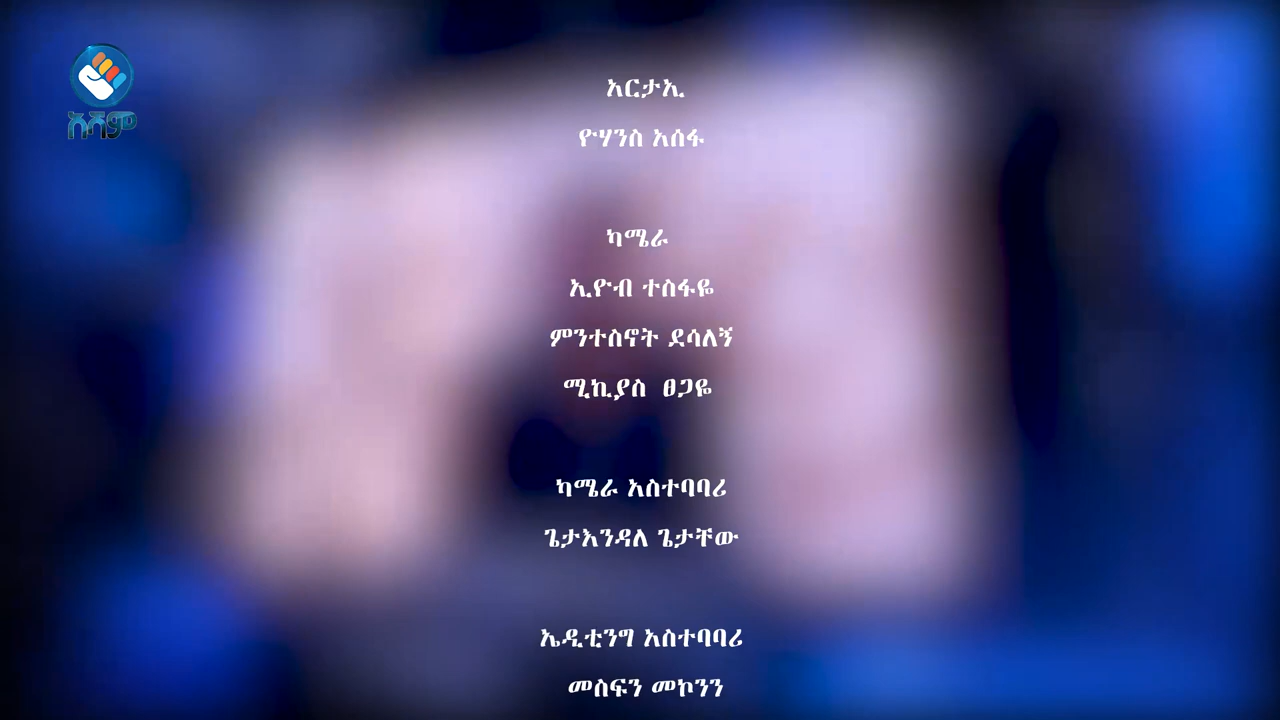 አሻም
አርታኢ
ዮሃንስ አሰፋ
ካሜራ
ኢዮብ ተስፋዬ
ምንተስኖት ደሳለኝ
ሚኪያስ ፀጋዬ
ካሜራ አስተባባሪ
ጌታእንዳለ ጌታቸው
ኤዲቲንግ አስተባባሪ
መስፍን መኮንን